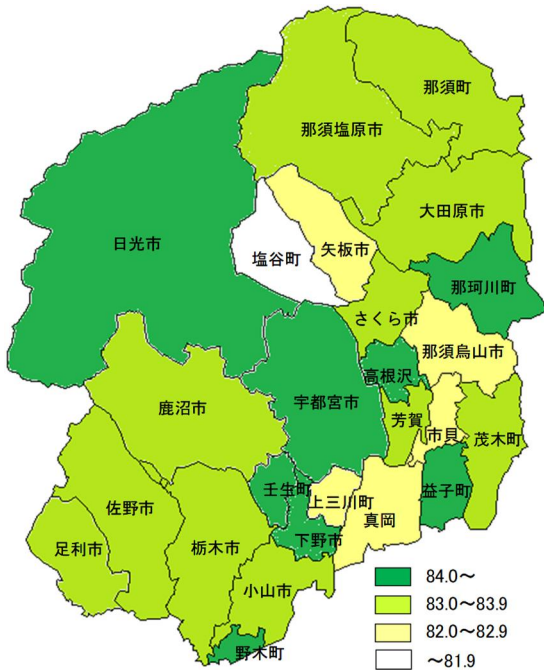 那須町
那須塩原市
大田原市
日光市
塩谷町
矢板市
那珂川町
さくら市
那須烏山市
高根沢
鹿沼市
宇都宮市
芳賀
市貝
茂木町
壬生町
上三川町
益子町
佐野市
真岡
下野市
足利市
栃木市
小山市
野木町
84.0～
83.0～83.9
82.0～82.9
～81.9